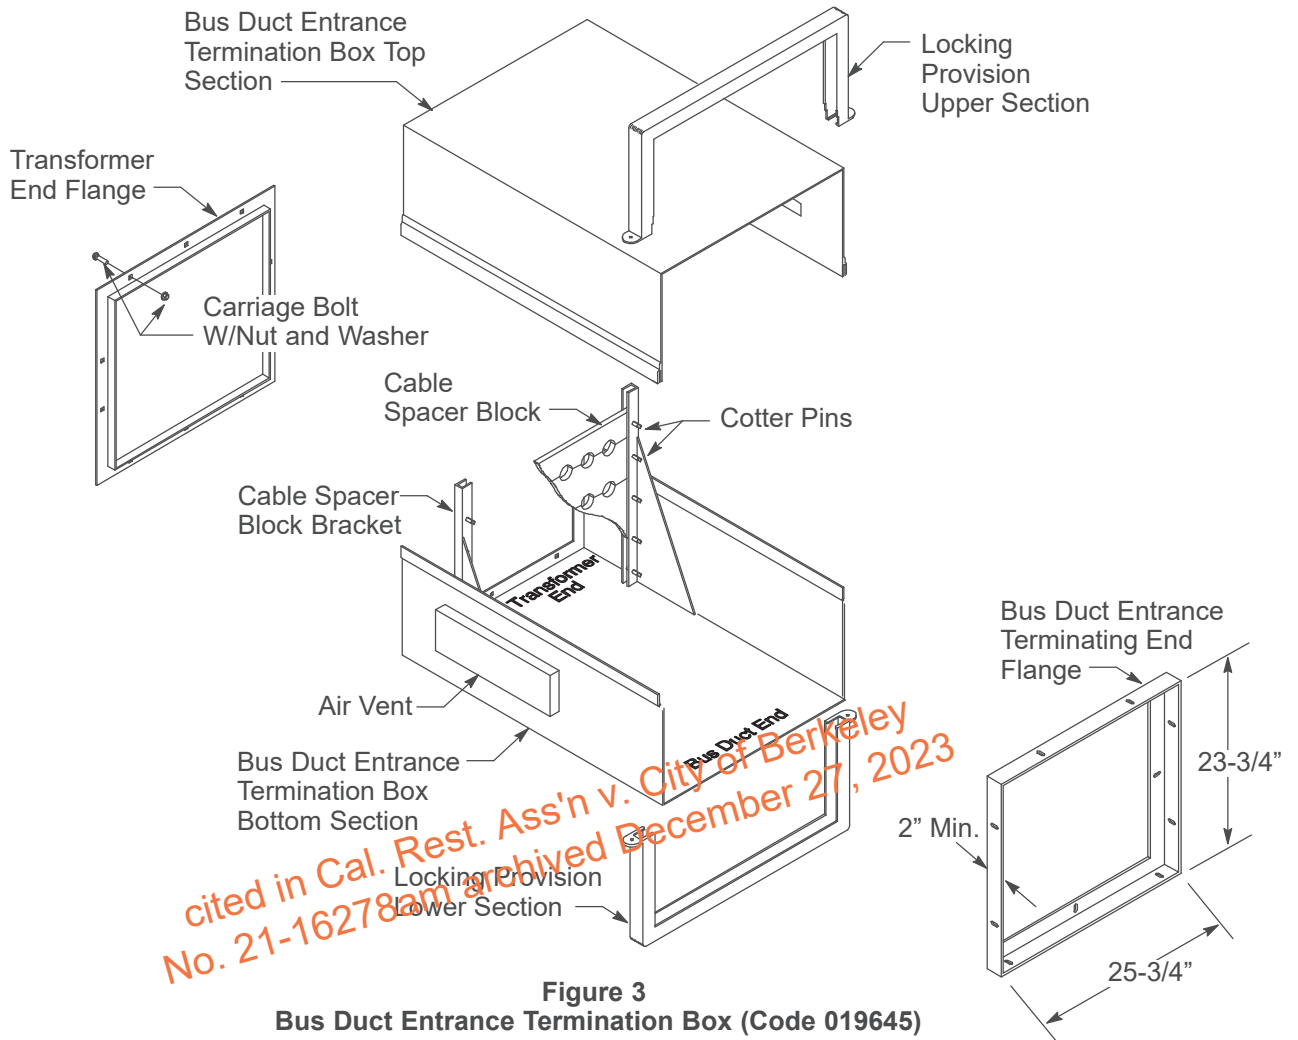 Bus Duct Entrance
Termination Box Top
Section
Locking
Provision
Upper Section
Transformer
End Flange
Carriage Bolt
W/Nut and Washer
Cable
Spacer Block
Cotter Pins
Cable Spacer
Block Bracket
Transformer
End
Bus Duct Entrance
Terminating End
Flange
Air Vent
Bus Duct End
23-3/4”
Bus Duct Entrance
Termination Box
Bottom Section
2” Min.
Locking Provision
Lower Section
25-3/4”
cited in Cal. Rest. Ass'n v. City of Berkeley
No. 21-16278am archived December 27, 2023
Figure 3
Bus Duct Entrance Termination Box (Code 019645)